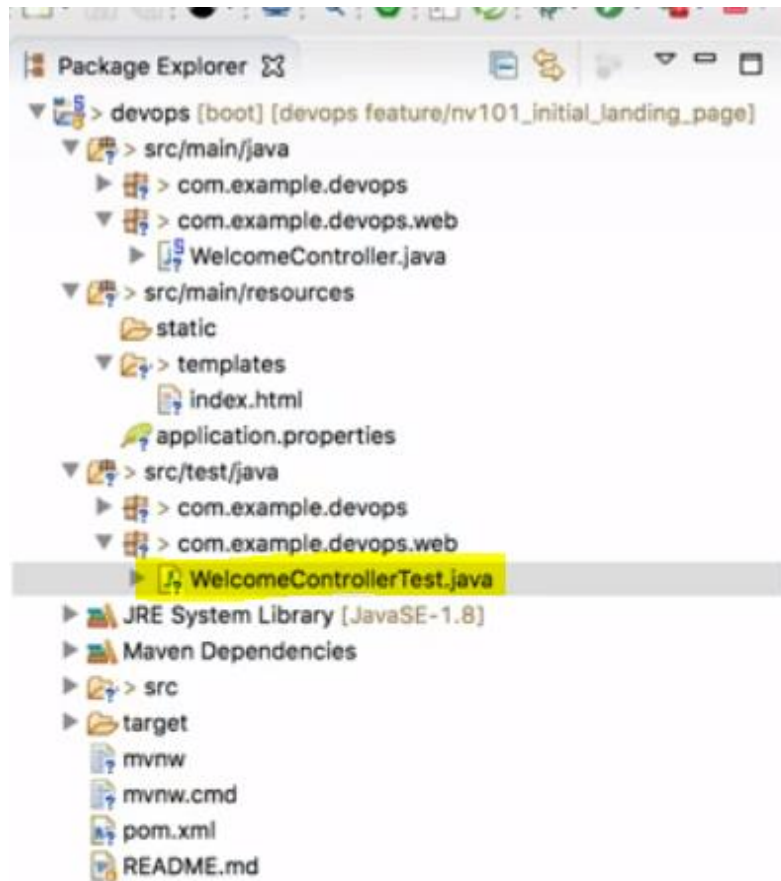 Package Explorer
> devops [boot] [devops feature/nv101_initial_landing_page]
> src/main/java
> com.example.devops
> com.example.devops.web
WelcomeController.java
> src/main/resources
static
> templates
index.html
application.properties
> src/test/java
> com.example.devops
> com.example.devops.web
WelcomeControllerTest.java
JRE System Library [JavaSE-1.8]
Maven Dependencies
> src
target
mvnw
mvnw.cmd
pom.xml
README.md